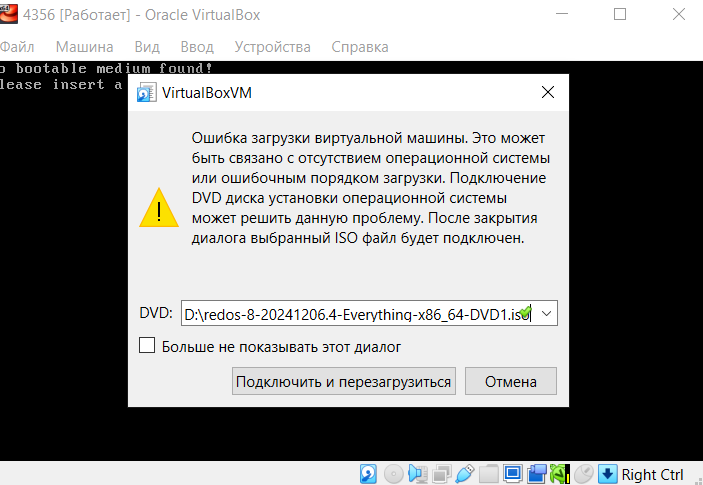 4356 [Работает] - Oracle VirtualBox
Файл Машина Вид Ввод Устройства Справка
o bootable medium found!
lease insert a
VirtualBoxVM
Ошибка загрузки виртуальной машины. Это может
быть связано с отсутствием операционной системы
или ошибочным порядком загрузки. Подключение
DVD диска установки операционной системы
может решить данную проблему. После закрытия
диалога выбранный ISO файл будет подключен.
DVD: D:\redos-8-20241206.4-Everything-x86_64-DVD1.iso
Больше не показывать этот диалог
Подключить и перезагрузиться Отмена
Right Ctrl